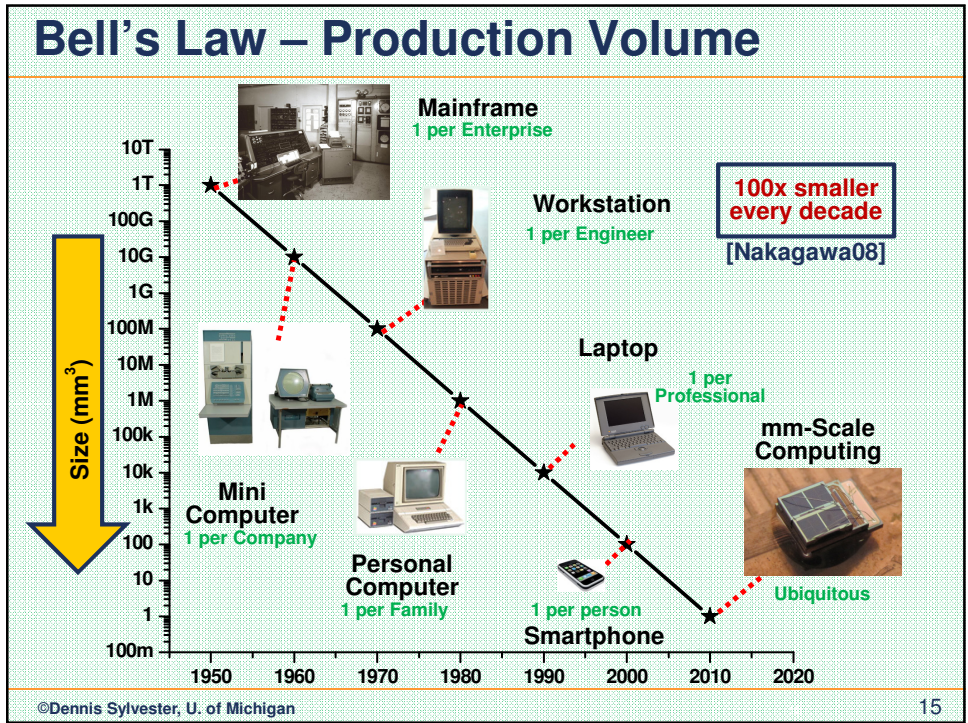 Bell's Law – Production Volume
Mainframe
1 per Enterprise
Workstation
1 per Engineer
100x smaller
every decade
[Nakagawa08]
Laptop
1 per
Professional
mm-Scale
Computing
Ubiquitous
Mini
Computer
1 per Company
Personal
Computer
1 per Family
1 per person
Smartphone
Size (mm³)
10T
1T
100G
10G
1G
100M
10M
1M
100k
10k
1k
100
10
1
100m
1950 1960 1970 1980 1990 2000 2010 2020
©Dennis Sylvester, U. of Michigan
15